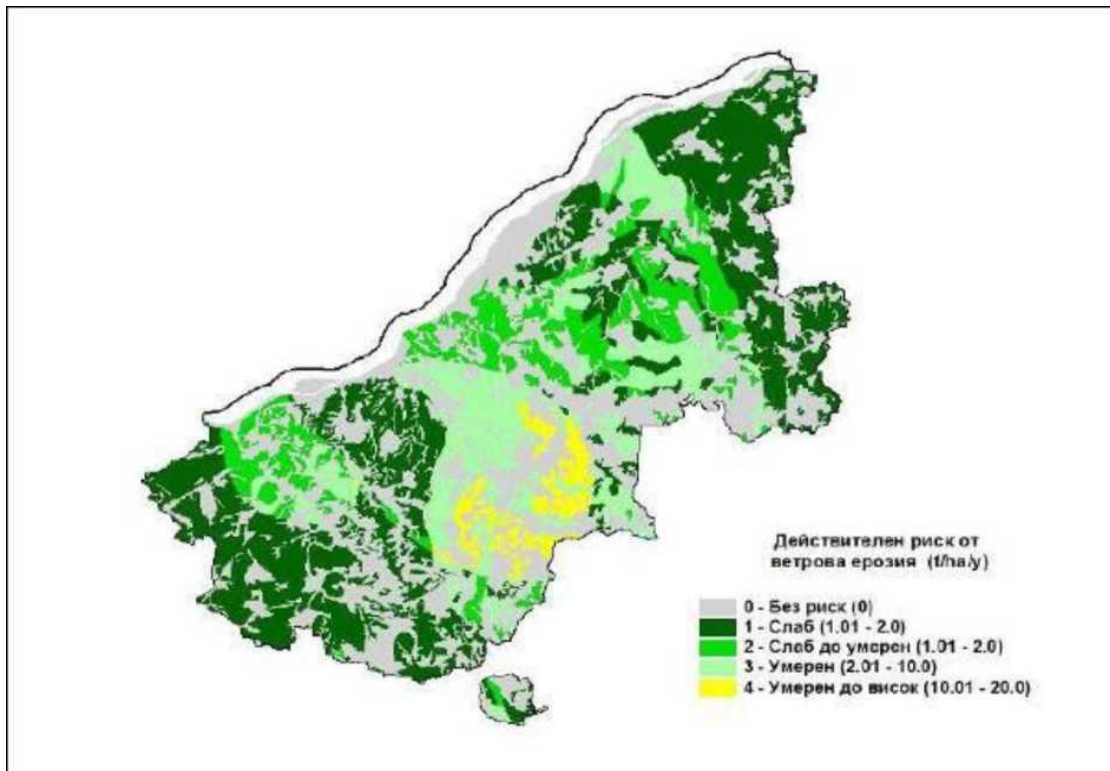 Действителен риск от
ветрова ерозия (t/ha/y)
0 - Без риск (0)
1 - Слаб (1.01 - 2.0)
2 - Слаб до умерен (1.01 - 2.0)
3 - Умерен (2.01 - 10.0)
4 - Умерен до висок (10.01 - 20.0)